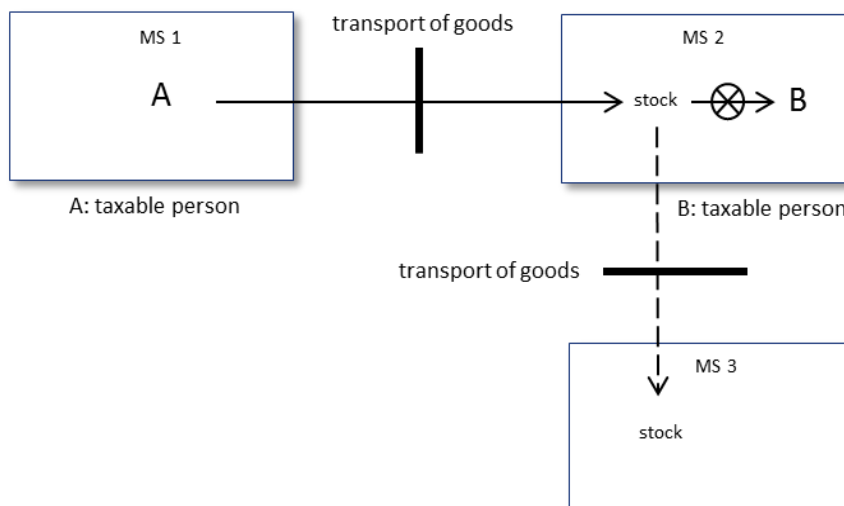 transport of goods
MS 1
MS 2
A
stock
B
A: taxable person
B: taxable person
transport of goods
MS 3
stock